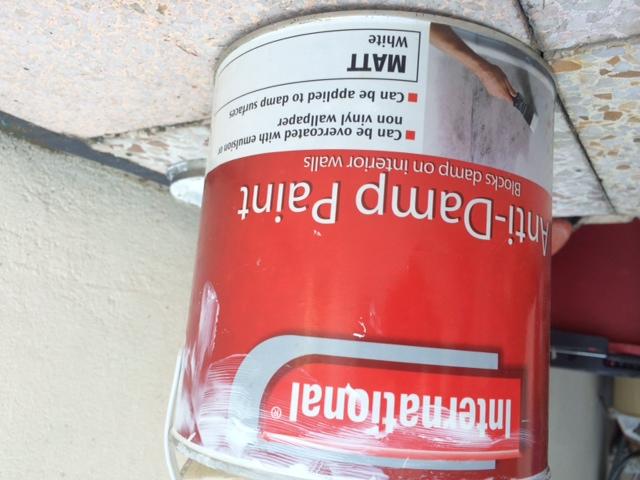 International®
Anti-Damp Paint
Blocks damp on interior walls
Can be overcoated with emulsion or
non vinyl wallpaper
Can be applied to damp surfaces
MATT
White